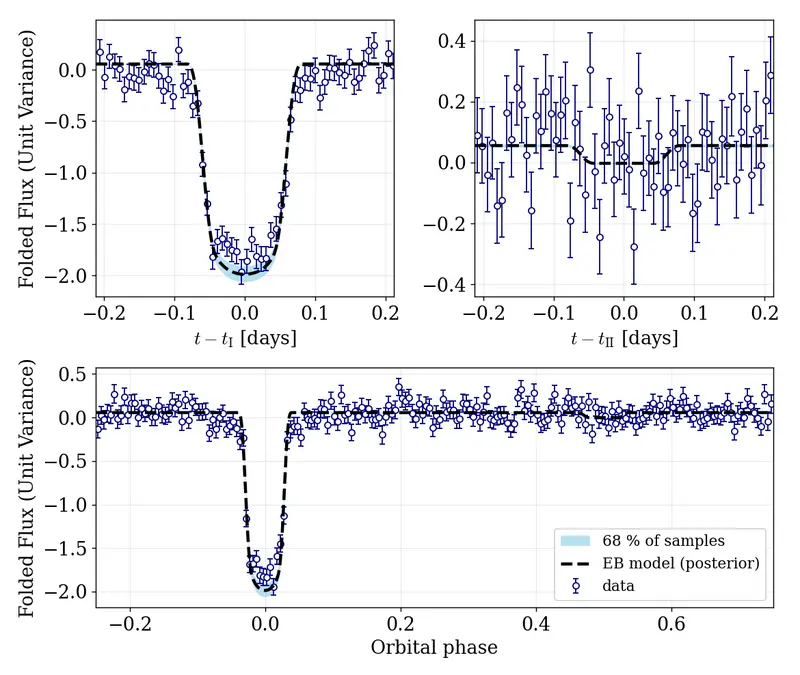 Folded Flux (Unit Variance)
0.0
−0.5
−1.0
−1.5
−2.0
−0.2 −0.1 0.0 0.1 0.2
t − tI [days]
0.4
0.2
0.0
−0.2
−0.4
−0.2 −0.1 0.0 0.1 0.2
t − tII [days]
Folded Flux (Unit Variance)
0.5
0.0
−0.5
−1.0
−1.5
−2.0
68 % of samples
EB model (posterior)
data
−0.2 0.0 0.2 0.4 0.6
Orbital phase